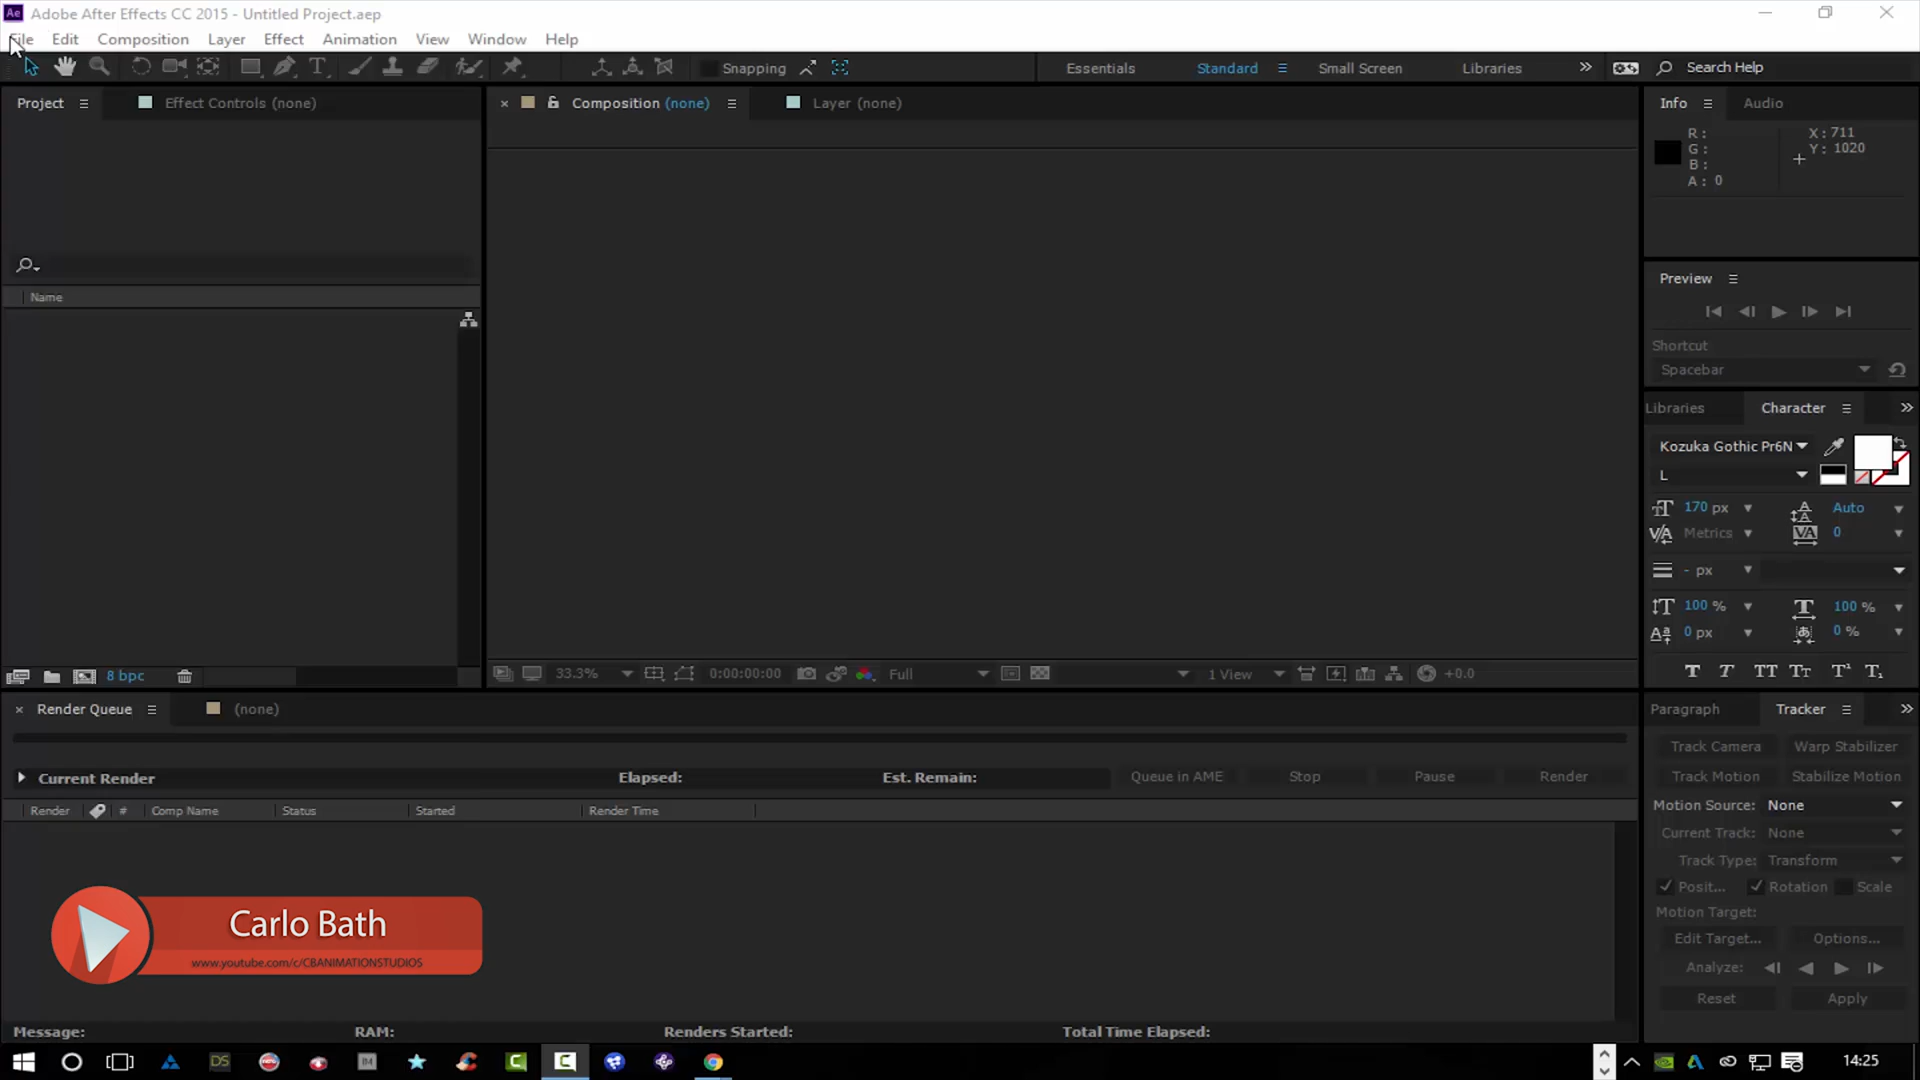 Adobe After Effects CC 2015 - Untitled Project.aep
File Edit Composition Layer Effect Animation View Window Help
Snapping Essentials Standard Small Screen Libraries Search Help
Project Effect Controls (none) Composition (none) Layer (none) Info Audio
R:
G:
B:
A: 0
X: 711
Y: 1020
Name
Preview
Shortcut
Spacebar
Libraries Character
Kozuka Gothic Pr6N
L
170 px Auto
Metrics 0
- px
100 % 100 %
0 px 0 %
8 bpc 33.3% 0:00:00:00 Full 1 View +0.0
Render Queue (none)
Current Render Elapsed: Est. Remain: Queue in AME Stop Pause Render
Render # Comp Name Status Started Render Time
Paragraph Tracker
Track Camera Warp Stabilizer
Track Motion Stabilize Motion
Motion Source: None
Current Track: None
Track Type: Transform
Posit... Rotation Scale
Motion Target:
Edit Target... Options...
Analyze:
Reset Apply
Carlo Bath
www.youtube.com/c/CBANIMATIONSTUDIOS
Message: RAM: Renders Started: Total Time Elapsed:
14:25